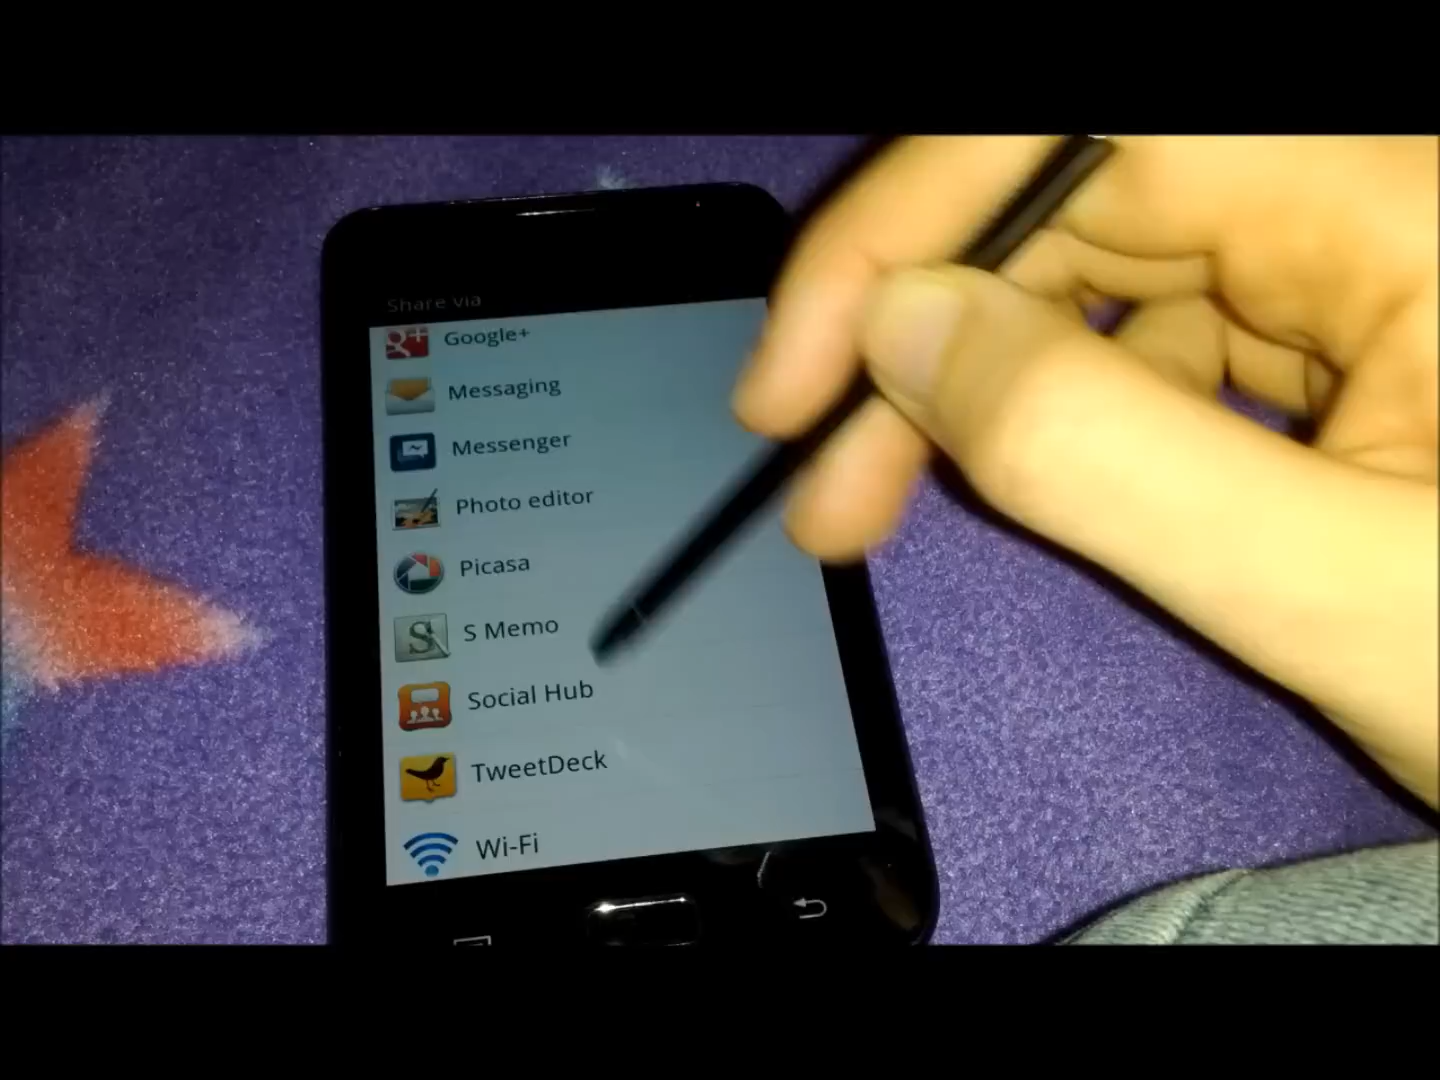 Share via
Google+
Messaging
Messenger
Photo editor
Picasa
S Memo
Social Hub
TweetDeck
Wi-Fi